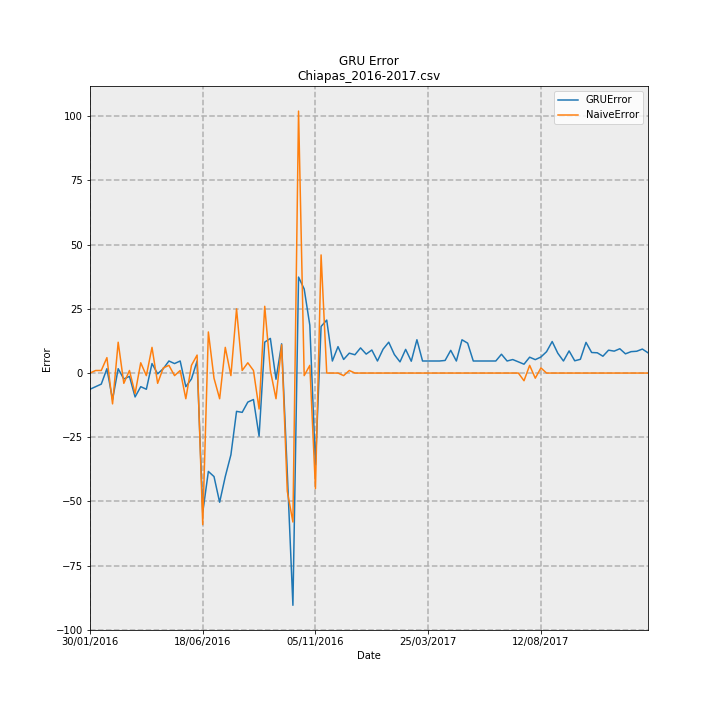 GRU Error
Chiapas_2016-2017.csv
GRUError
NaiveError
100
75
50
25
0
−25
−50
−75
−100
Error
30/01/2016 18/06/2016 05/11/2016 25/03/2017 12/08/2017
Date